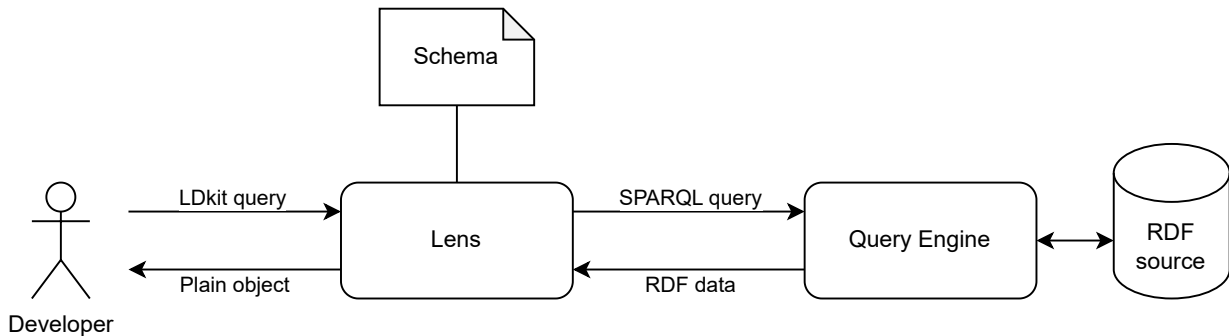 Schema
LDkit query
SPARQL query
Lens
Query Engine
RDF
source
Plain object
RDF data
Developer